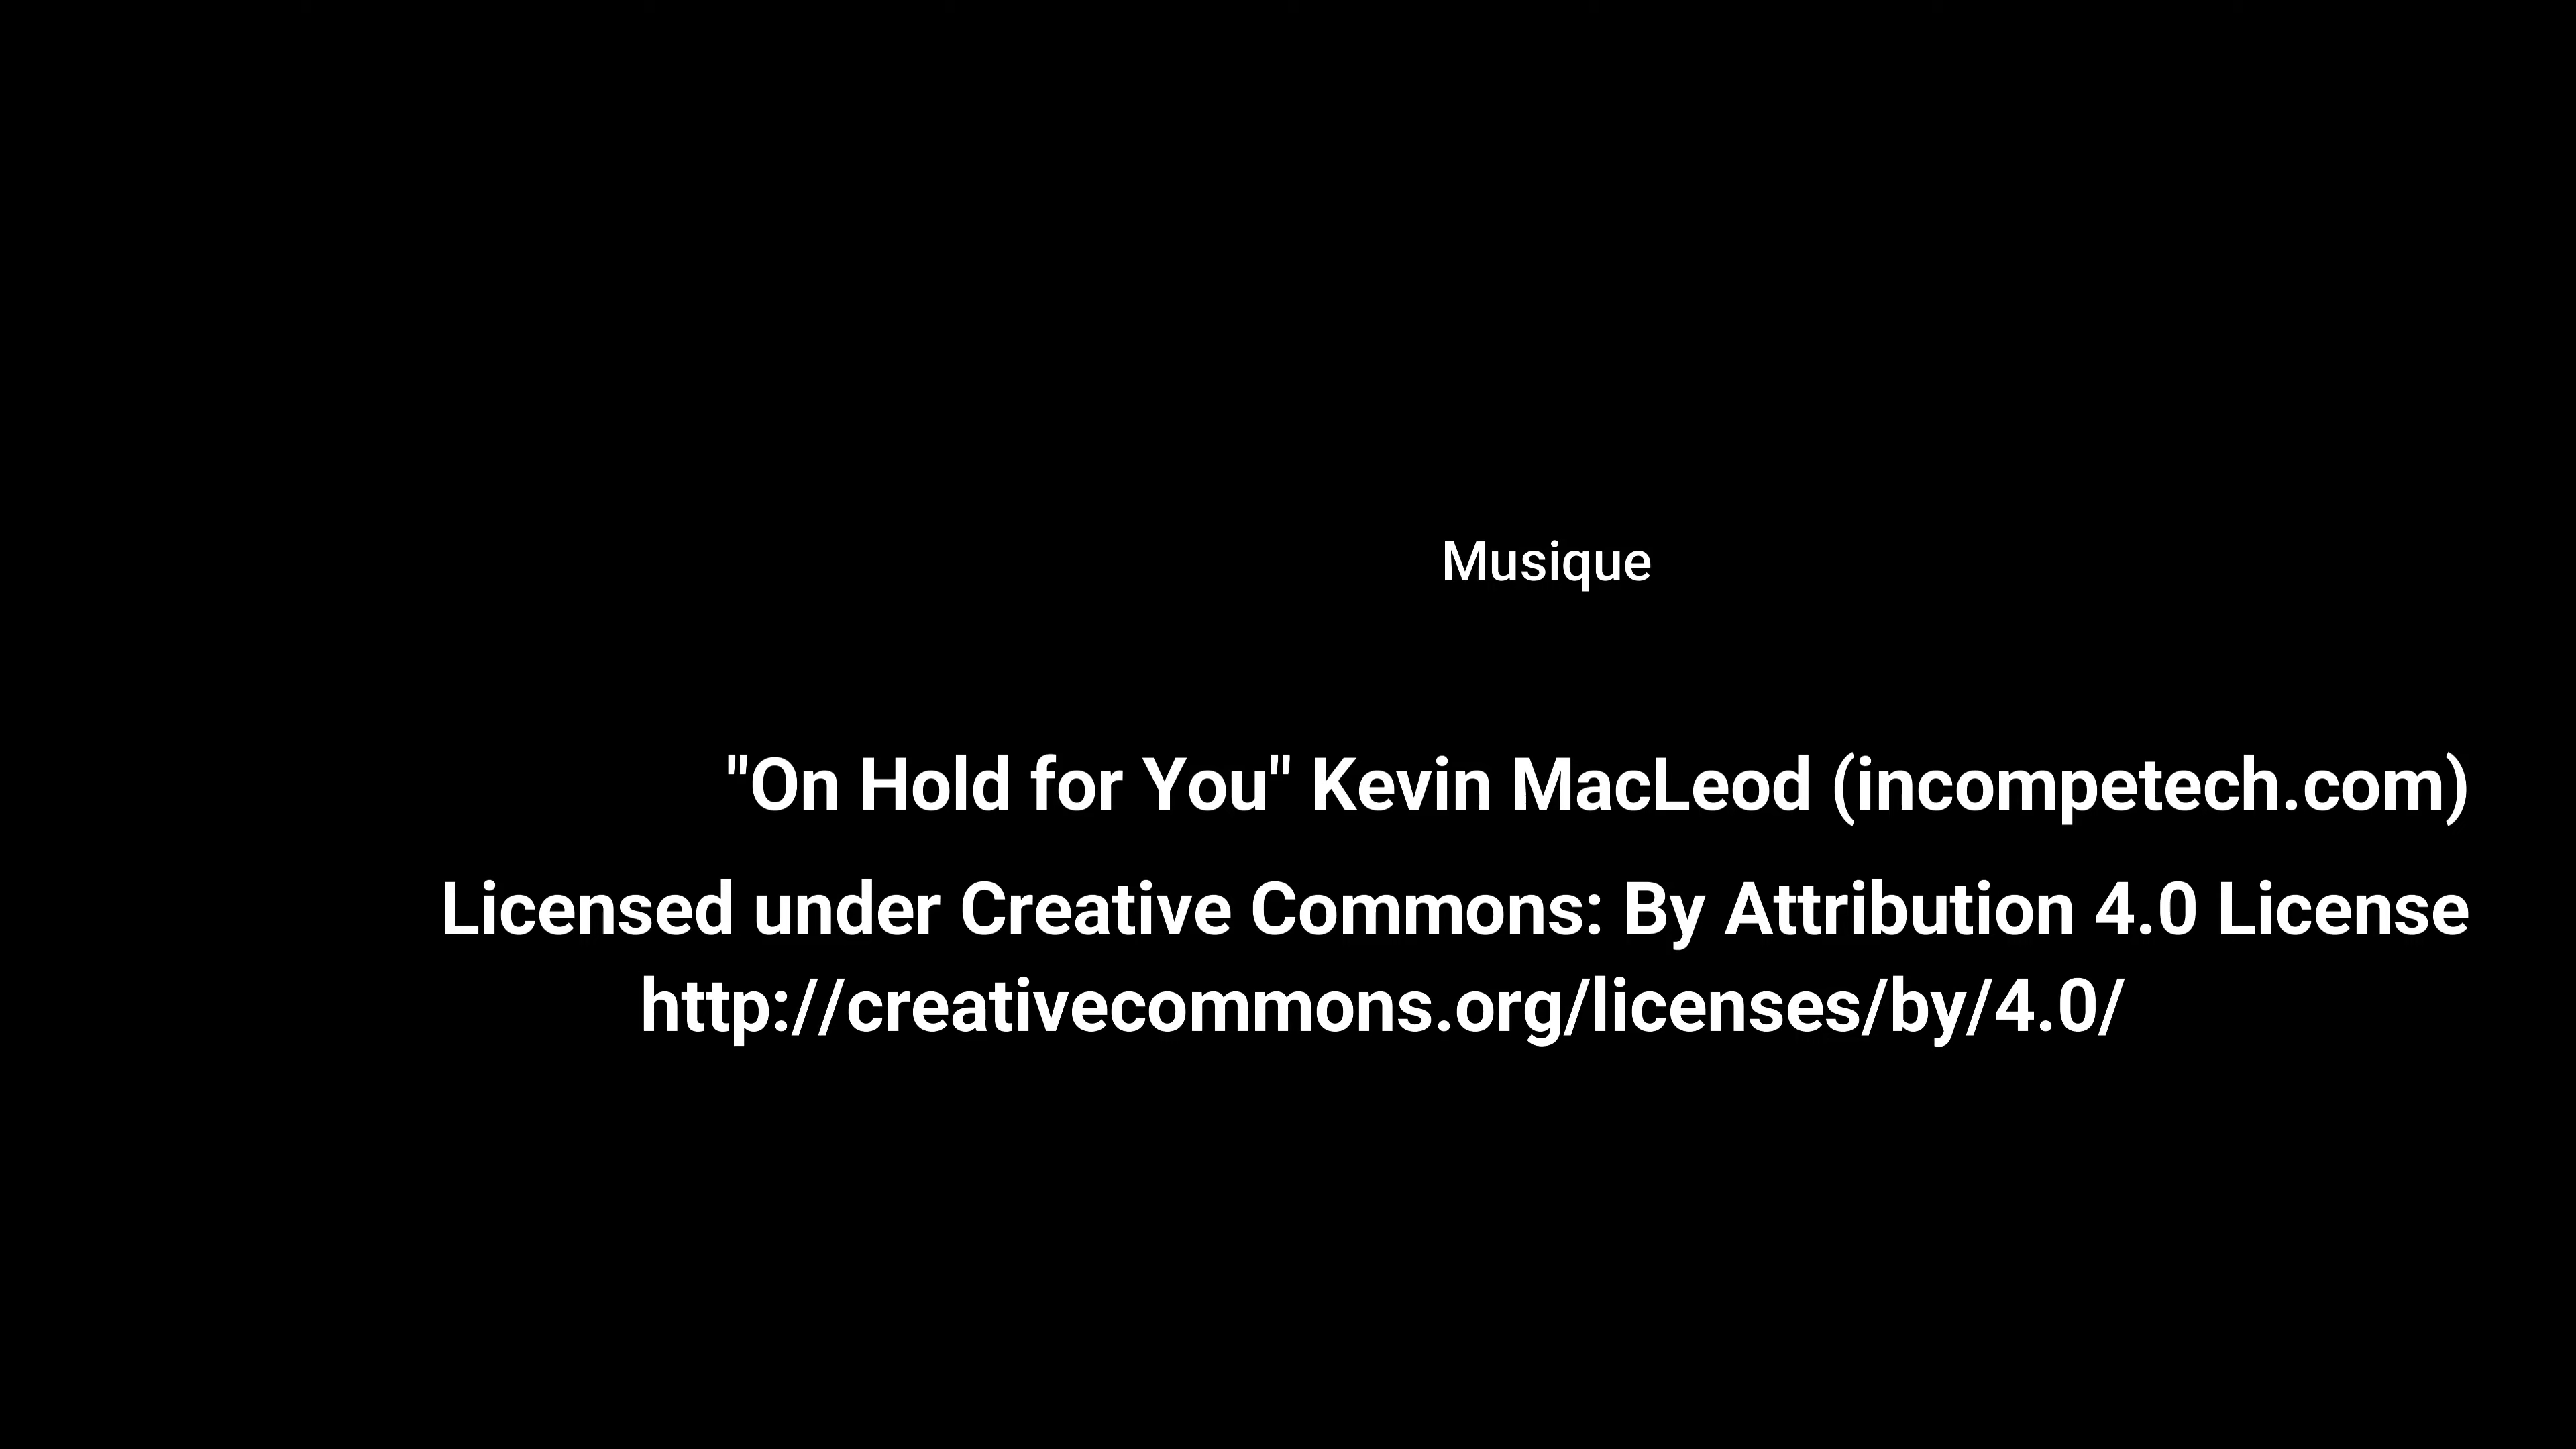 Musique
"On Hold for You" Kevin MacLeod (incompetech.com)
Licensed under Creative Commons: By Attribution 4.0 License
http://creativecommons.org/licenses/by/4.0/